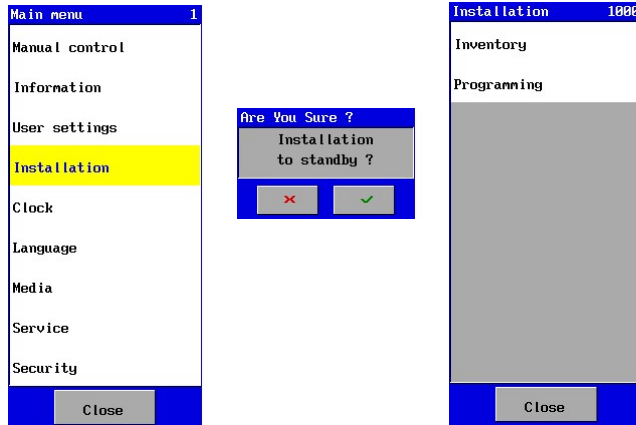 Main menu 1
Manual control
Information
User settings
Installation
Clock
Language
Media
Service
Security
Close
Are You Sure ?
Installation
to standby ?
Installation 1000
Inventory
Programming
Close